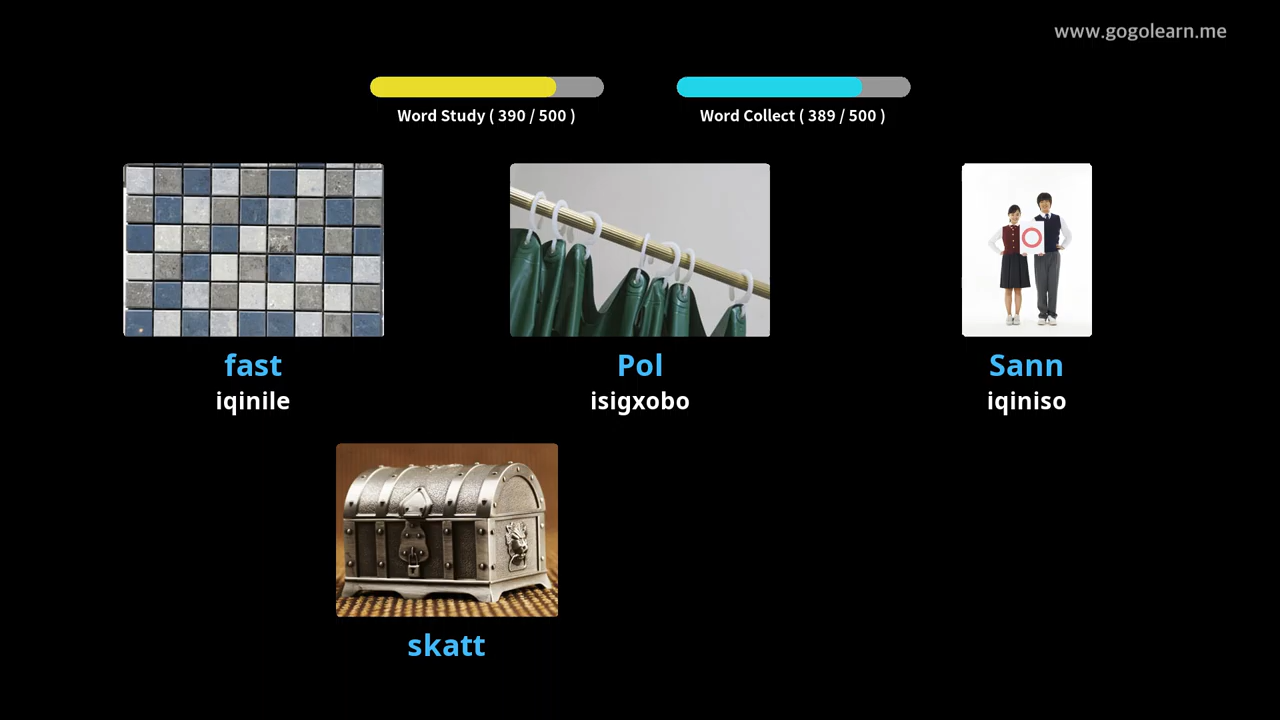 www.gogolearn.me
Word Study ( 390 / 500 )
Word Collect ( 389 / 500 )
fast
iqinile
Pol
isigxobo
Sann
iqiniso
skatt